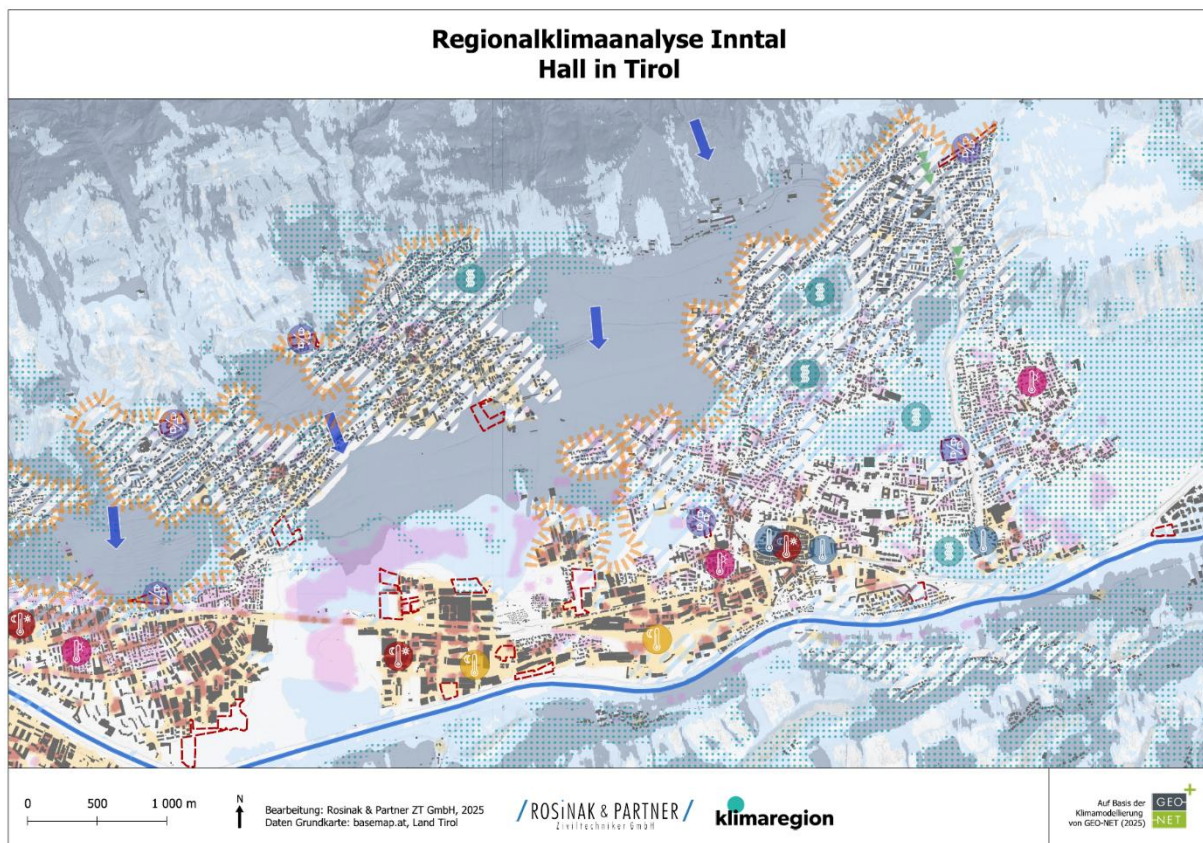 Regionalklimaanalyse Inntal
Hall in Tirol
0 500 1 000 m
N
Bearbeitung: Rosinak & Partner ZT GmbH, 2025
Daten Grundkarte: basemap.at, Land Tirol
/ ROSINAK & PARTNER /
Ziviltechniker GmbH
klimaregion
Auf Basis der
Klimamodellierung
von GEO-NET (2025)
GEO
-NET